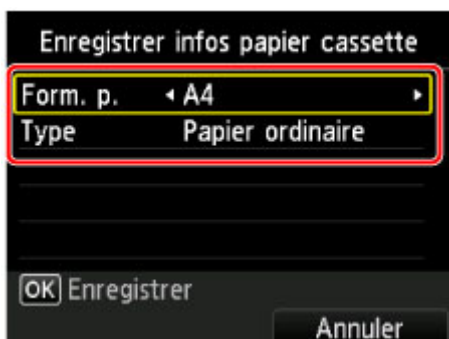 Enregistrer infos papier cassette
Form. p. A4
Type Papier ordinaire
OK Enregistrer
Annuler